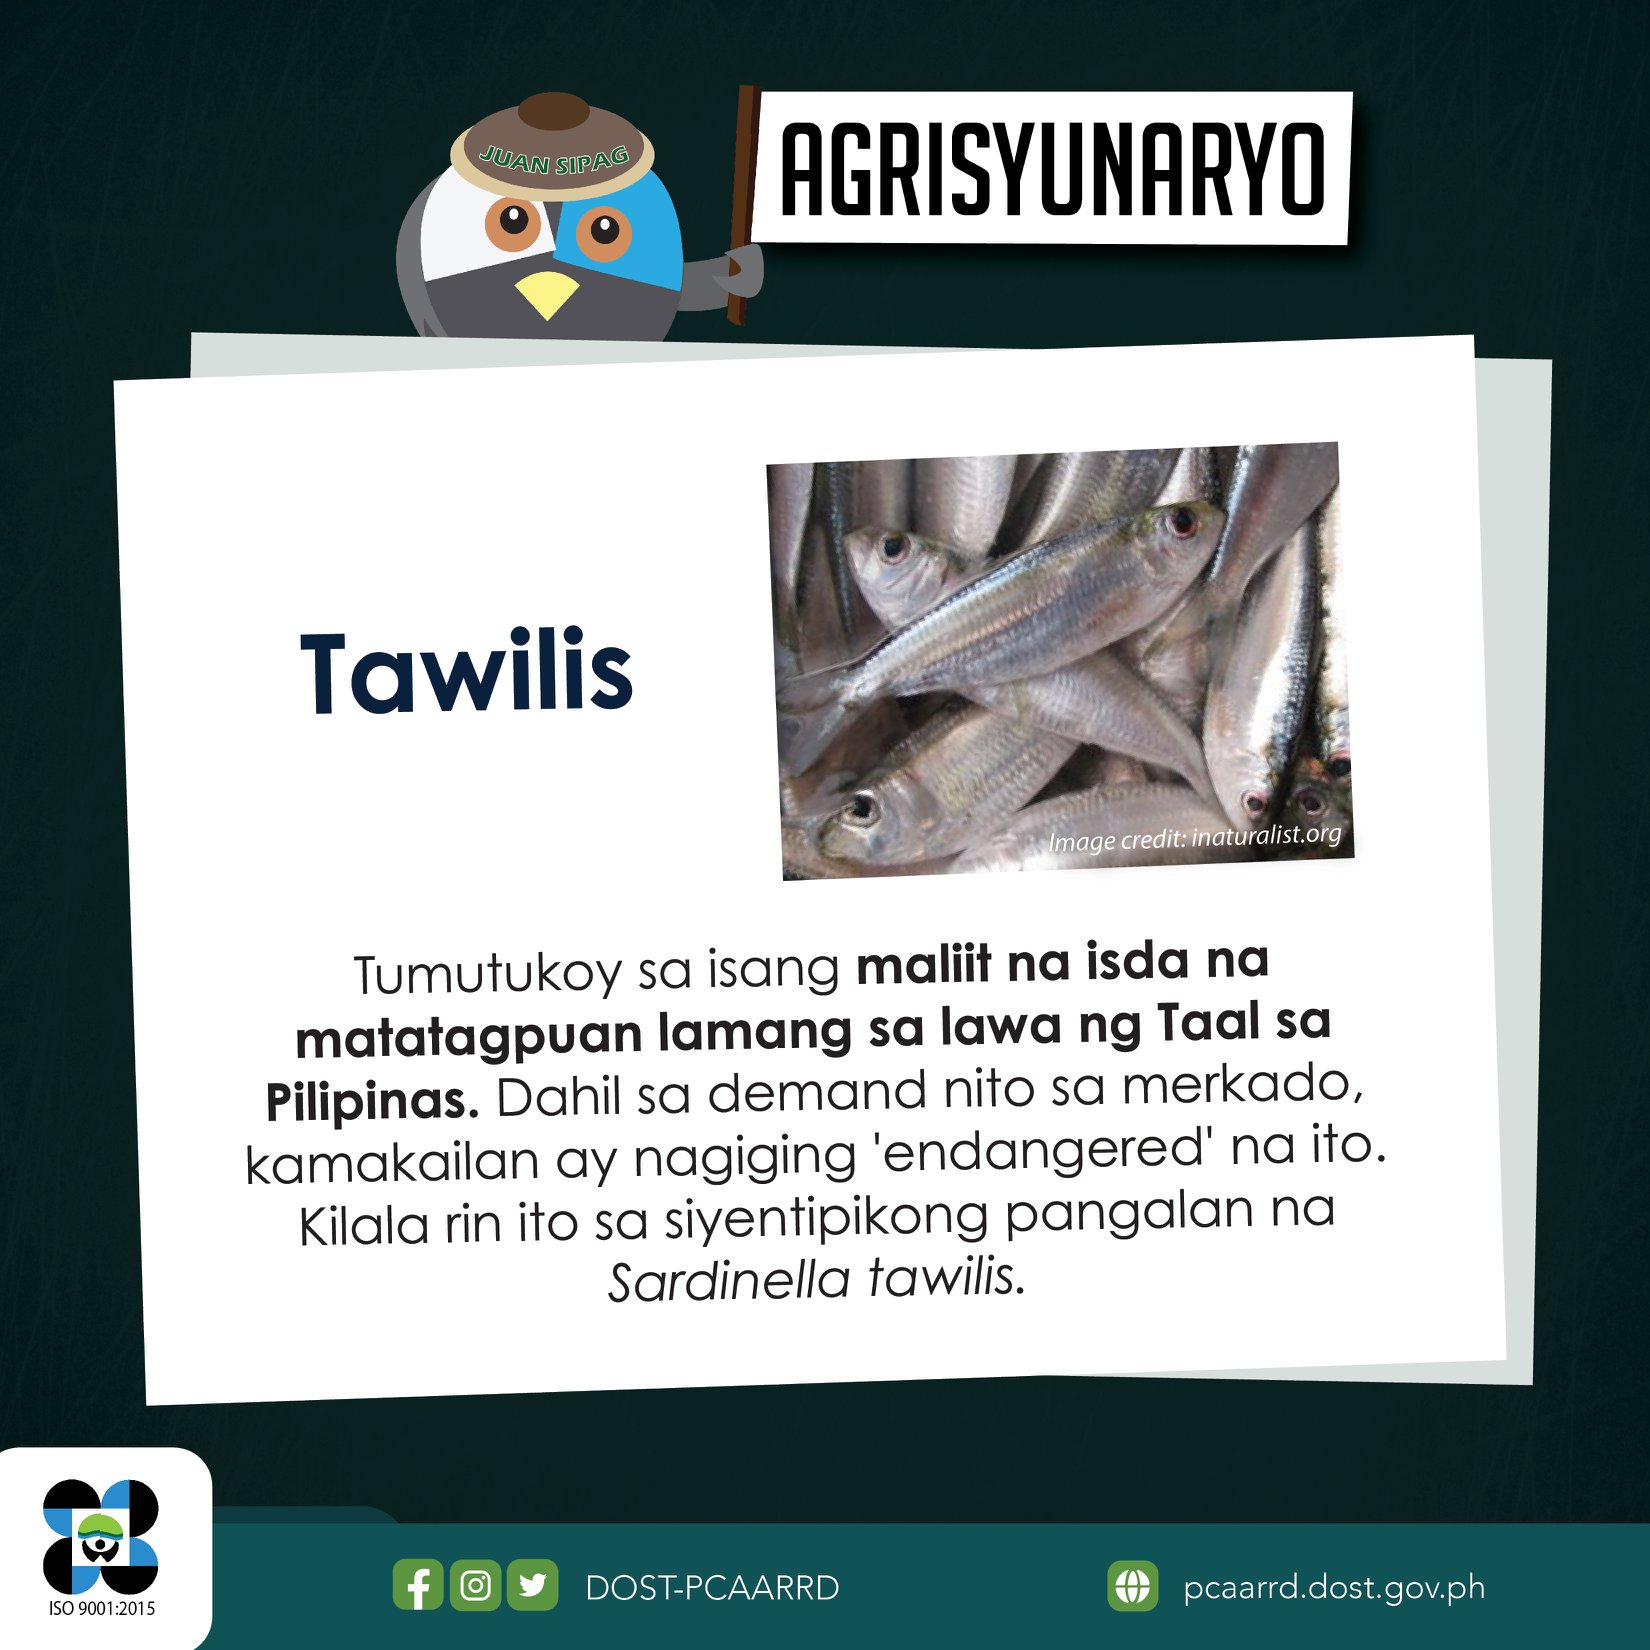 JUAN SIPAG
AGRISYUNARYO
Tawilis
Image credit: inaturalist.org
Tumutukoy sa isang maliit na isda na
matatagpuan lamang sa lawa ng Taal sa
Pilipinas. Dahil sa demand nito sa merkado,
kamakailan ay nagiging 'endangered' na ito.
Kilala rin ito sa siyentipikong pangalan na
Sardinella tawilis.
ISO 9001:2015
DOST-PCAARRD
pcaarrd.dost.gov.ph